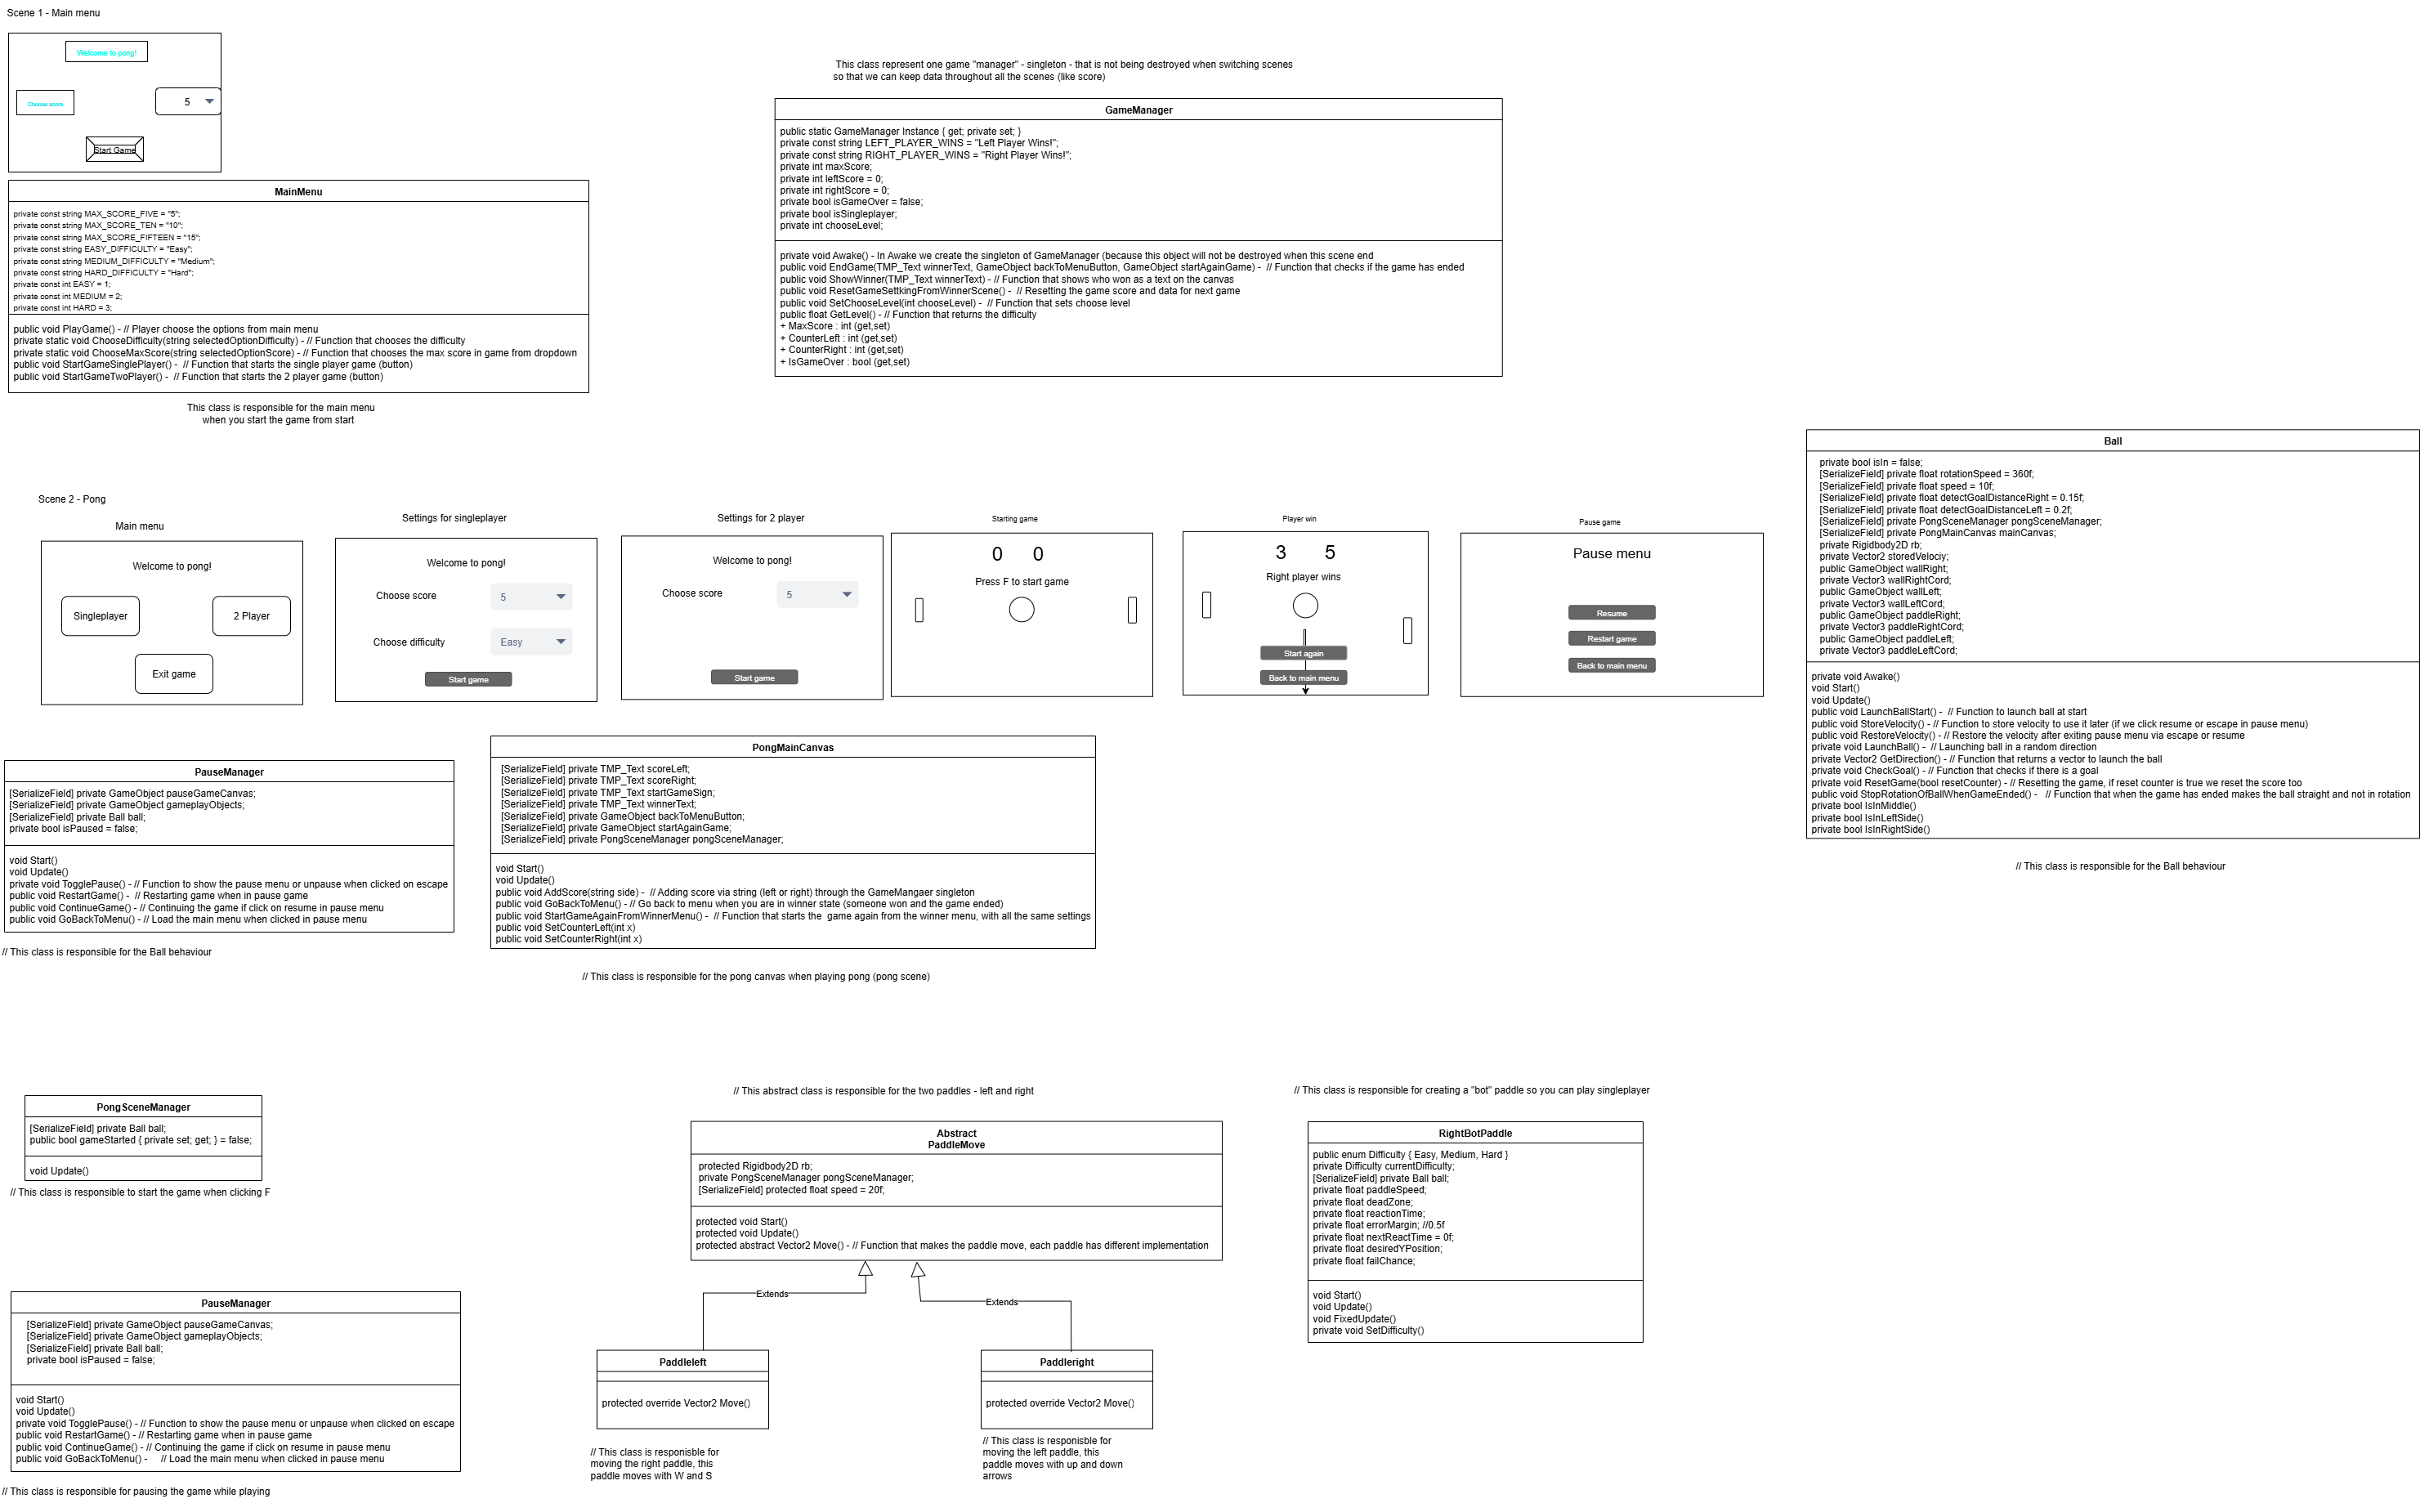 Scene 1 - Main menu
Welcome to pong!
Choose score
5
Start Game
MainMenu
private const string MAX_SCORE_FIVE = "5";
private const string MAX_SCORE_TEN = "10";
private const string MAX_SCORE_FIFTEEN = "15";
private const string EASY_DIFFICULTY = "Easy";
private const string MEDIUM_DIFFICULTY = "Medium";
private const string HARD_DIFFICULTY = "Hard";
private const int EASY = 1;
private const int MEDIUM = 2;
private const int HARD = 3;
public void PlayGame() - // Player choose the options from main menu
private static void ChooseDifficulty(string selectedOptionDifficulty) - // Function that chooses the difficulty
private static void ChooseMaxScore(string selectedOptionScore) - // Function that chooses the max score in game from dropdown
public void StartGameSinglePlayer() - // Function that starts the single player game (button)
public void StartGameTwoPlayer() - // Function that starts the 2 player game (button)
This class is responsible for the main menu
when you start the game from start
This class represent one game "manager" - singleton - that is not being destroyed when switching scenes
so that we can keep data throughout all the scenes (like score)
GameManager
public static GameManager Instance { get; private set; }
private const string LEFT_PLAYER_WINS = "Left Player Wins!";
private const string RIGHT_PLAYER_WINS = "Right Player Wins!";
private int maxScore;
private int leftScore = 0;
private int rightScore = 0;
private bool isGameOver = false;
private bool isSingleplayer;
private int chooseLevel;
private void Awake() - In Awake we create the singleton of GameManager (because this object will not be destroyed when this scene end
public void EndGame(TMP_Text winnerText, GameObject backToMenuButton, GameObject startAgainGame) - // Function that checks if the game has ended
public void ShowWinner(TMP_Text winnerText) - // Function that shows who won as a text on the canvas
public void ResetGameSettkingFromWinnerScene() - // Resetting the game score and data for next game
public void SetChooseLevel(int chooseLevel) - // Function that sets choose level
public float GetLevel() - // Function that returns the difficulty
+ MaxScore : int (get,set)
+ CounterLeft : int (get,set)
+ CounterRight : int (get,set)
+ IsGameOver : bool (get,set)
Scene 2 - Pong
Main menu
Welcome to pong!
Singleplayer
2 Player
Exit game
Settings for singleplayer
Welcome to pong!
Choose score
5
Choose difficulty
Easy
Start game
Settings for 2 player
Welcome to pong!
Choose score
5
Start game
Starting game
0 0
Press F to start game
Player win
3 5
Right player wins
Start again
Back to main menu
Pause game
Pause menu
Resume
Restart game
Back to main menu
Ball
private bool isIn = false;
[SerializeField] private float rotationSpeed = 360f;
[SerializeField] private float speed = 10f;
[SerializeField] private float detectGoalDistanceRight = 0.15f;
[SerializeField] private float detectGoalDistanceLeft = 0.2f;
[SerializeField] private PongSceneManager pongSceneManager;
[SerializeField] private PongMainCanvas mainCanvas;
private Rigidbody2D rb;
private Vector2 storedVelociy;
public GameObject wallRight;
private Vector3 wallRightCord;
public GameObject wallLeft;
private Vector3 wallLeftCord;
public GameObject paddleRight;
private Vector3 paddleRightCord;
public GameObject paddleLeft;
private Vector3 paddleLeftCord;
private void Awake()
void Start()
void Update()
public void LaunchBallStart() - // Function to launch ball at start
public void StoreVelocity() - // Function to store velocity to use it later (if we click resume or escape in pause menu)
public void RestoreVelocity() - // Restore the velocity after exiting pause menu via escape or resume
private void LaunchBall() - // Launching ball in a random direction
private Vector2 GetDirection() - // Function that returns a vector to launch the ball
private void CheckGoal() - // Function that checks if there is a goal
private void ResetGame(bool resetCounter) - // Resetting the game, if reset counter is true we reset the score too
public void StopRotationOfBallWhenGameEnded() - // Function that when the game has ended makes the ball straight and not in rotation
private bool IsInMiddle()
private bool IsInLeftSide()
private bool IsInRightSide()
// This class is responsible for the Ball behaviour
PauseManager
[SerializeField] private GameObject pauseGameCanvas;
[SerializeField] private GameObject gameplayObjects;
[SerializeField] private Ball ball;
private bool isPaused = false;
void Start()
void Update()
private void TogglePause() - // Function to show the pause menu or unpause when clicked on escape
public void RestartGame() - // Restarting game when in pause game
public void ContinueGame() - // Continuing the game if click on resume in pause menu
public void GoBackToMenu() - // Load the main menu when clicked in pause menu
// This class is responsible for the Ball behaviour
PongMainCanvas
[SerializeField] private TMP_Text scoreLeft;
[SerializeField] private TMP_Text scoreRight;
[SerializeField] private TMP_Text startGameSign;
[SerializeField] private TMP_Text winnerText;
[SerializeField] private GameObject backToMenuButton;
[SerializeField] private GameObject startAgainGame;
[SerializeField] private PongSceneManager pongSceneManager;
void Start()
void Update()
public void AddScore(string side) - // Adding score via string (left or right) through the GameMangaer singleton
public void GoBackToMenu() - // Go back to menu when you are in winner state (someone won and the game ended)
public void StartGameAgainFromWinnerMenu() - // Function that starts the game again from the winner menu, with all the same settings
public void SetCounterLeft(int x)
public void SetCounterRight(int x)
// This class is responsible for the pong canvas when playing pong (pong scene)
PongSceneManager
[SerializeField] private Ball ball;
public bool gameStarted { private set; get; } = false;
void Update()
// This class is responsible to start the game when clicking F
// This abstract class is responsible for the two paddles - left and right
Abstract
PaddleMove
protected Rigidbody2D rb;
private PongSceneManager pongSceneManager;
[SerializeField] protected float speed = 20f;
protected void Start()
protected void Update()
protected abstract Vector2 Move() - // Function that makes the paddle move, each paddle has different implementation
Extends
Extends
Paddleleft
protected override Vector2 Move()
// This class is responisble for
moving the right paddle, this
paddle moves with W and S
Paddleright
protected override Vector2 Move()
// This class is responisble for
moving the left paddle, this
paddle moves with up and down
arrows
// This class is responsible for creating a "bot" paddle so you can play singleplayer
RightBotPaddle
public enum Difficulty { Easy, Medium, Hard }
private Difficulty currentDifficulty;
[SerializeField] private Ball ball;
private float paddleSpeed;
private float deadZone;
private float reactionTime;
private float errorMargin; //0.5f
private float nextReactTime = 0f;
private float desiredYPosition;
private float failChance;
void Start()
void Update()
void FixedUpdate()
private void SetDifficulty()
PauseManager
[SerializeField] private GameObject pauseGameCanvas;
[SerializeField] private GameObject gameplayObjects;
[SerializeField] private Ball ball;
private bool isPaused = false;
void Start()
void Update()
private void TogglePause() - // Function to show the pause menu or unpause when clicked on escape
public void RestartGame() - // Restarting game when in pause game
public void ContinueGame() - // Continuing the game if click on resume in pause menu
public void GoBackToMenu() - // Load the main menu when clicked in pause menu
// This class is responsible for pausing the game while playing